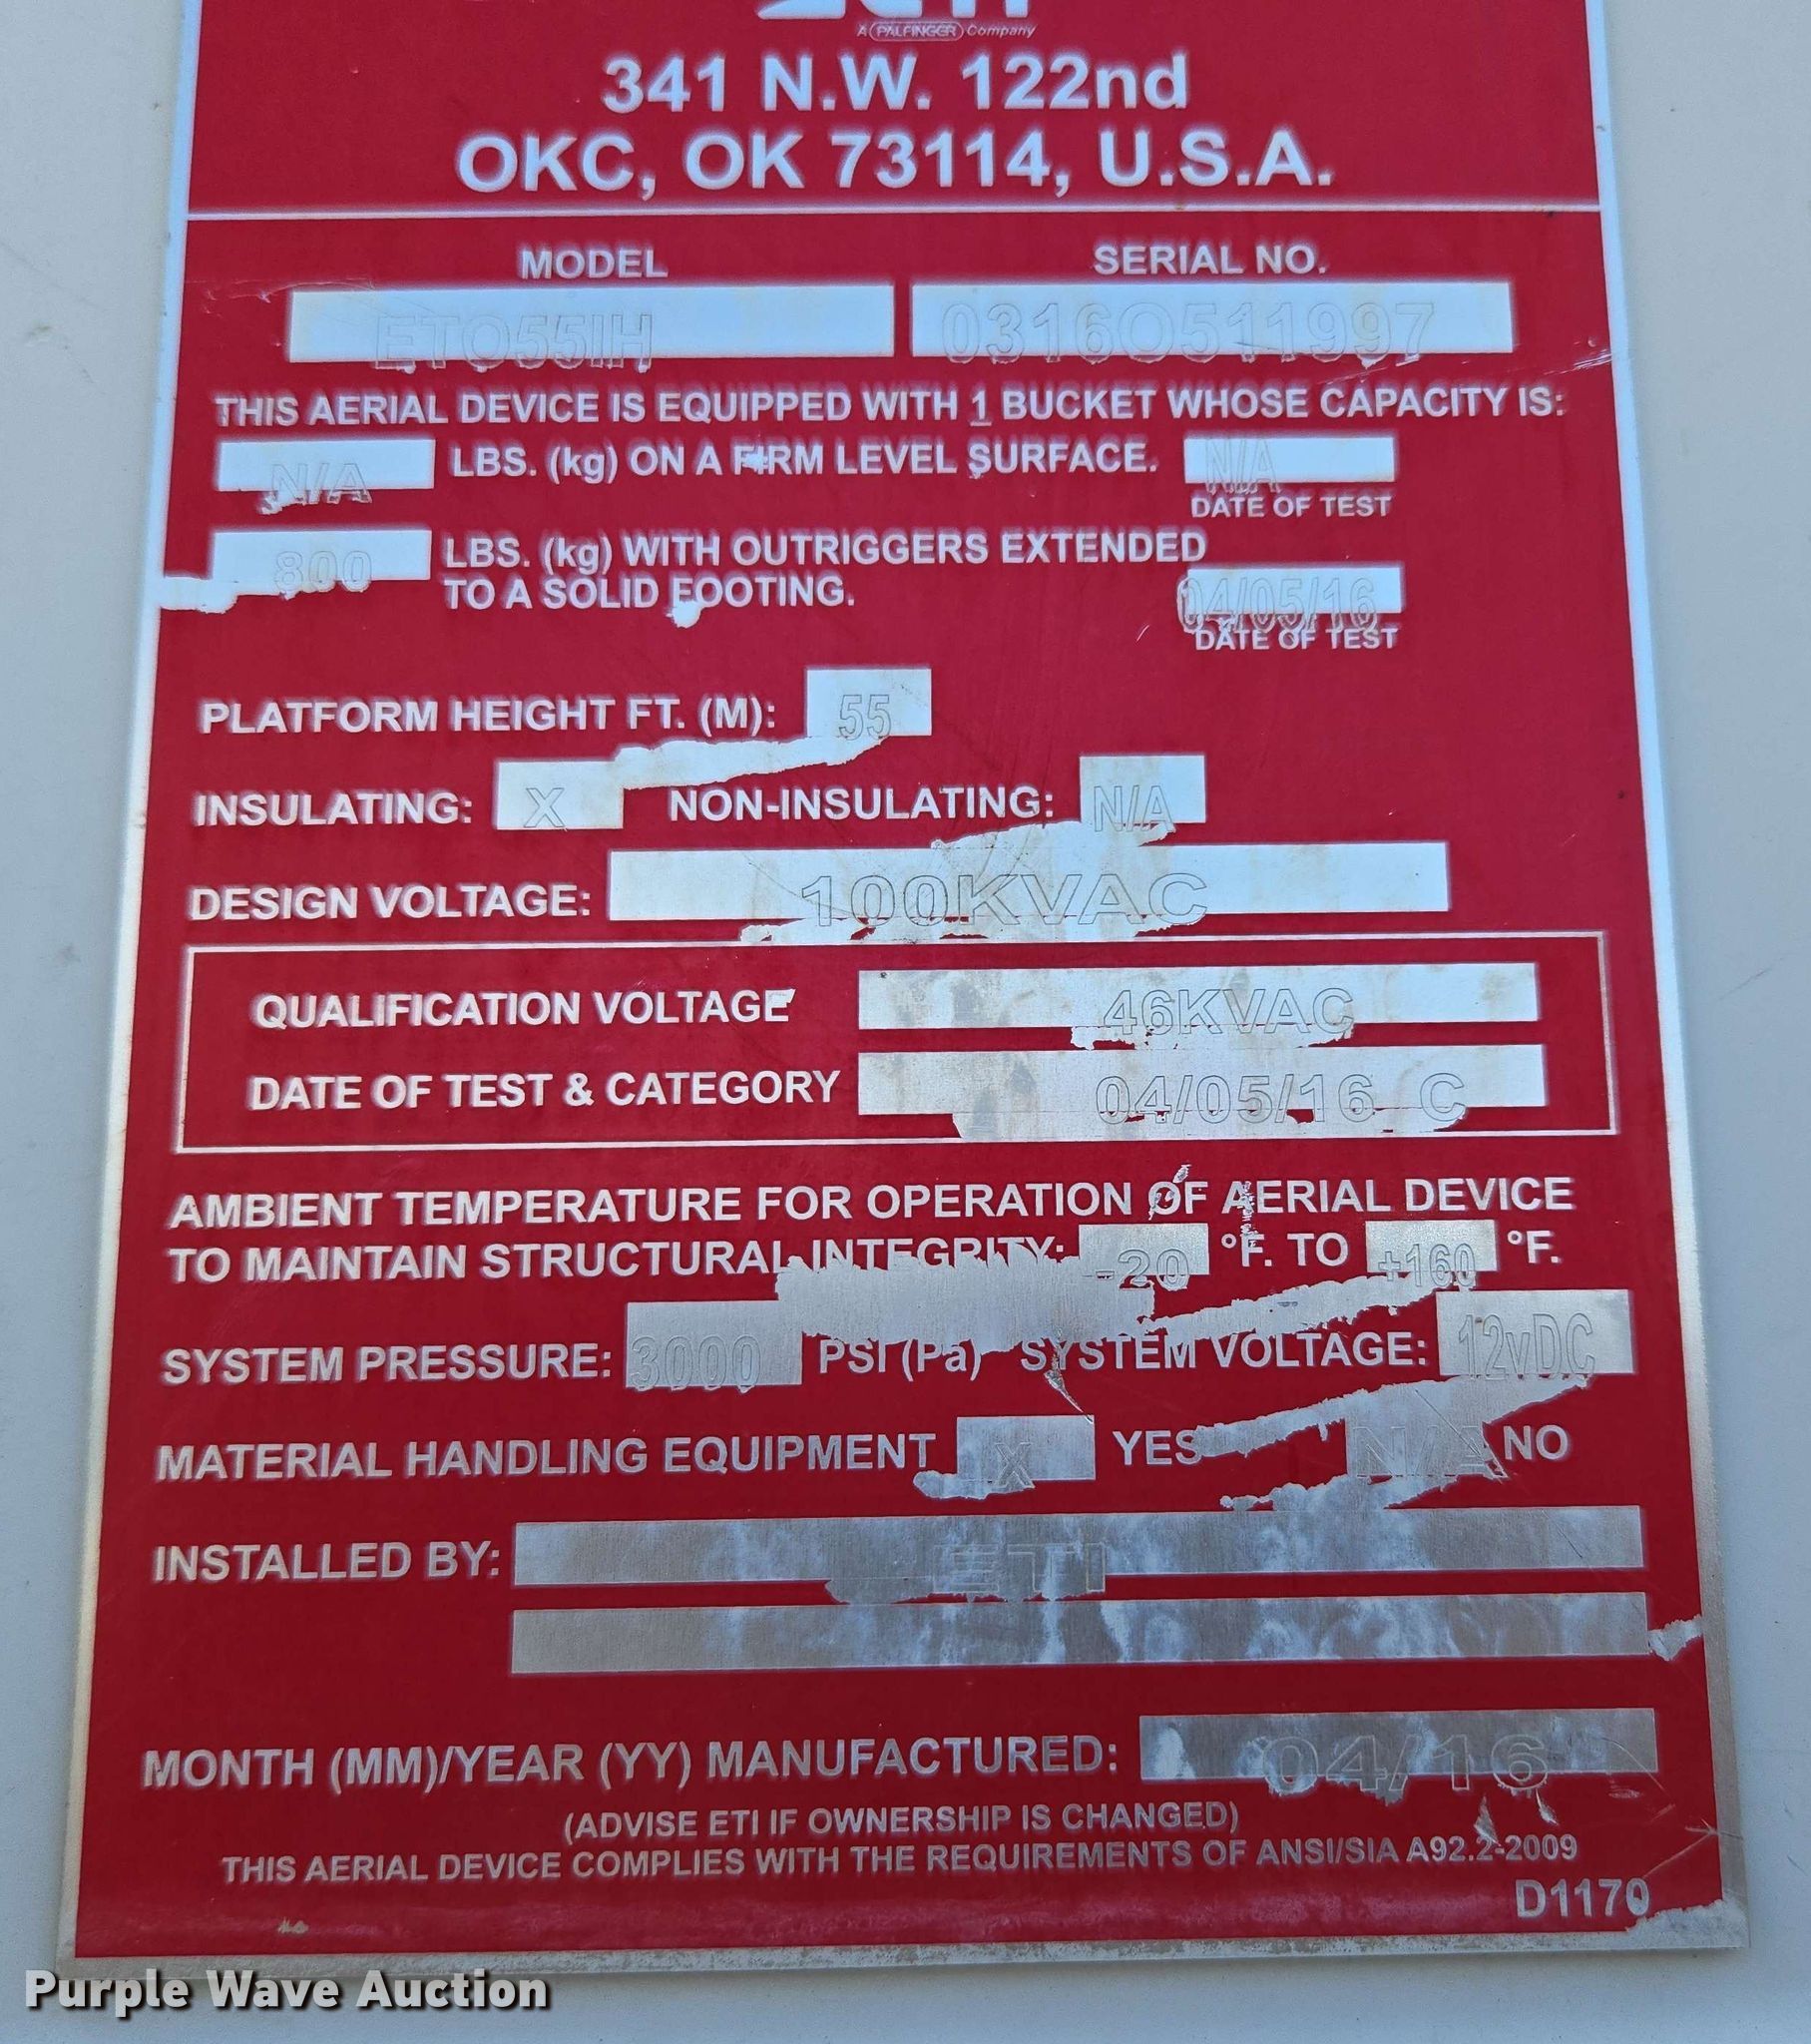 ETI
A PALFINGER Company
341 N.W. 122nd
OKC, OK 73114, U.S.A.
MODEL SERIAL NO.
ETO55IH 0316O511997
THIS AERIAL DEVICE IS EQUIPPED WITH 1 BUCKET WHOSE CAPACITY IS:
N/A LBS. (kg) ON A FIRM LEVEL SURFACE. N/A
DATE OF TEST
800 LBS. (kg) WITH OUTRIGGERS EXTENDED
TO A SOLID FOOTING. 04/05/16
DATE OF TEST
PLATFORM HEIGHT FT. (M): 55
INSULATING: X NON-INSULATING: N/A
DESIGN VOLTAGE: 100KVAC
QUALIFICATION VOLTAGE 46KVAC
DATE OF TEST & CATEGORY 04/05/16 C
AMBIENT TEMPERATURE FOR OPERATION OF AERIAL DEVICE
TO MAINTAIN STRUCTURAL INTEGRITY: -20 °F. TO +160 °F.
SYSTEM PRESSURE: 3000 PSI (Pa) SYSTEM VOLTAGE: 12vDC
MATERIAL HANDLING EQUIPMENT X YES N/A NO
INSTALLED BY: ETI
MONTH (MM)/YEAR (YY) MANUFACTURED: 04/16
(ADVISE ETI IF OWNERSHIP IS CHANGED)
THIS AERIAL DEVICE COMPLIES WITH THE REQUIREMENTS OF ANSI/SIA A92.2-2009
D1170
Purple Wave Auction